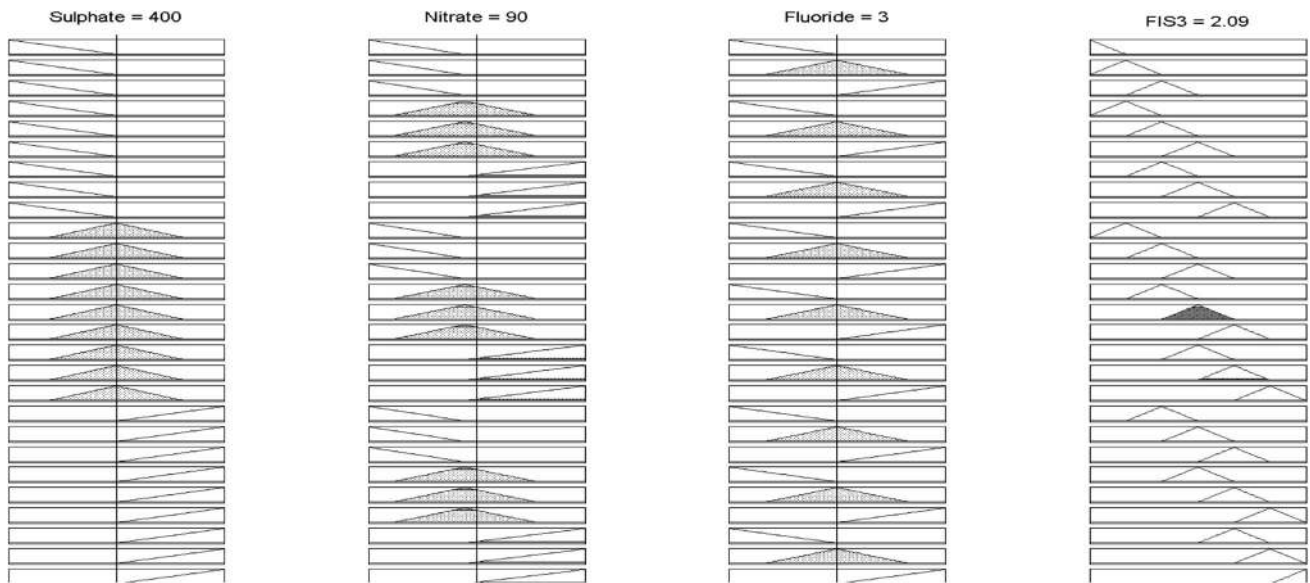 Sulphate = 400
Nitrate = 90
Fluoride = 3
FIS3 = 2.09